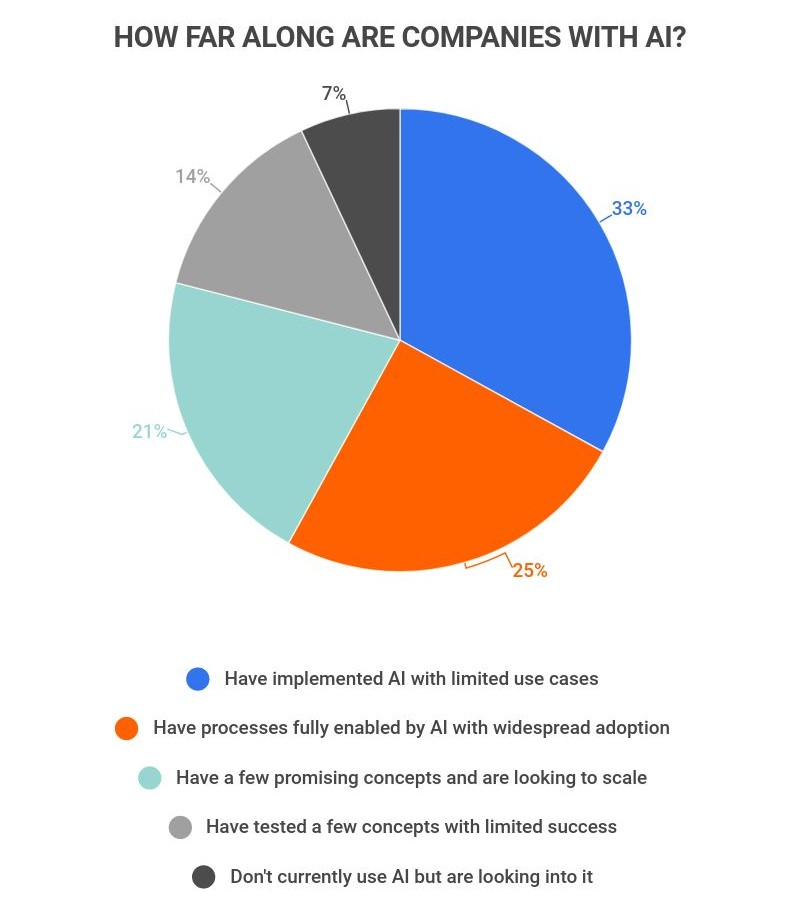 HOW FAR ALONG ARE COMPANIES WITH AI?
7%
14%
33%
21%
25%
Have implemented AI with limited use cases
Have processes fully enabled by AI with widespread adoption
Have a few promising concepts and are looking to scale
Have tested a few concepts with limited success
Don't currently use AI but are looking into it